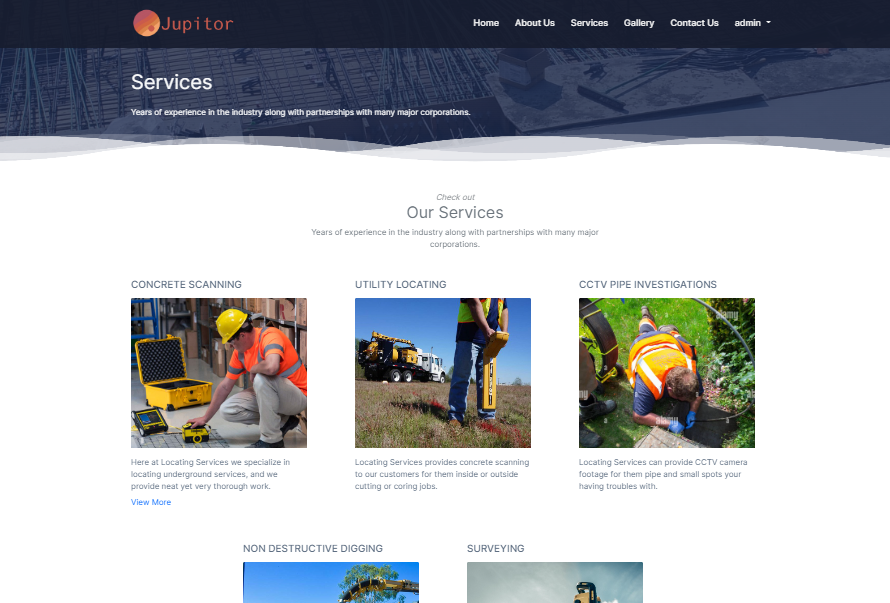 Jupitor
Home About Us Services Gallery Contact Us admin
Services
Years of experience in the industry along with partnerships with many major corporations.
Check out
Our Services
Years of experience in the industry along with partnerships with many major
corporations.
CONCRETE SCANNING
UTILITY LOCATING
CCTV PIPE INVESTIGATIONS
alamy
alamy
Here at Locating Services we specialize in
locating underground services, and we
provide neat yet very thorough work.
View More
Locating Services provides concrete scanning
to our customers for them inside or outside
cutting or coring jobs.
Locating Services can provide CCTV camera
footage for them pipe and small spots your
having troubles with.
NON DESTRUCTIVE DIGGING
SURVEYING